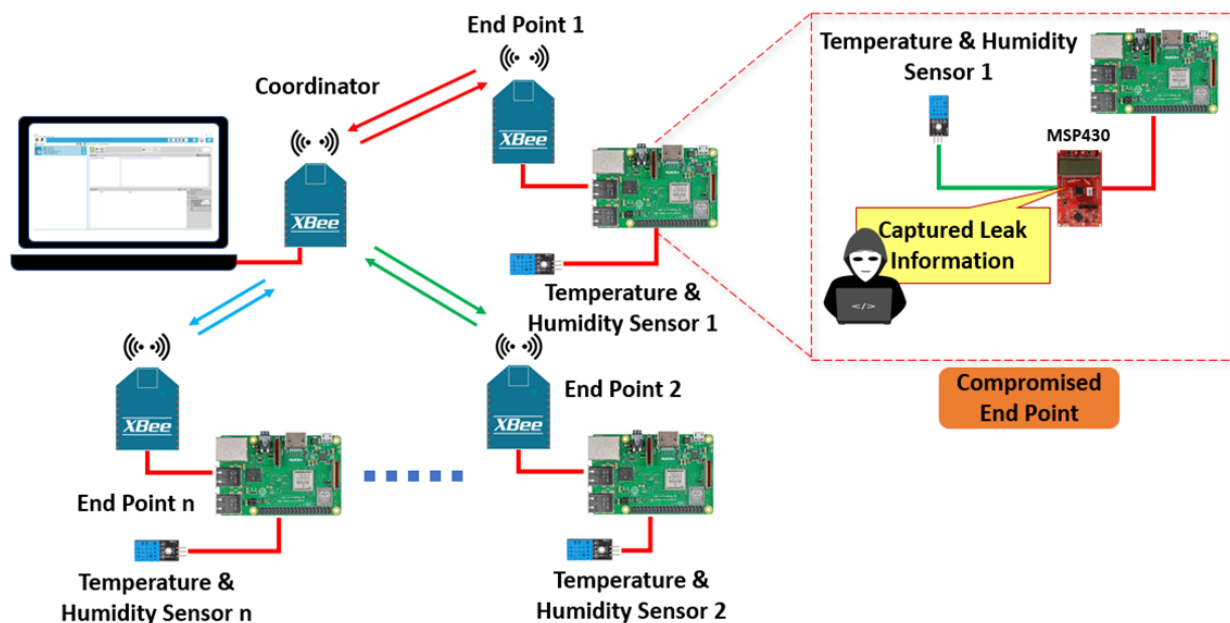 End Point 1
Coordinator
XBee
XBee
Temperature &
Humidity Sensor 1
Temperature & Humidity
Sensor 1
MSP430
Captured Leak
Information
</>
Compromised
End Point
XBee
End Point n
Temperature &
Humidity Sensor n
XBee
End Point 2
Temperature &
Humidity Sensor 2